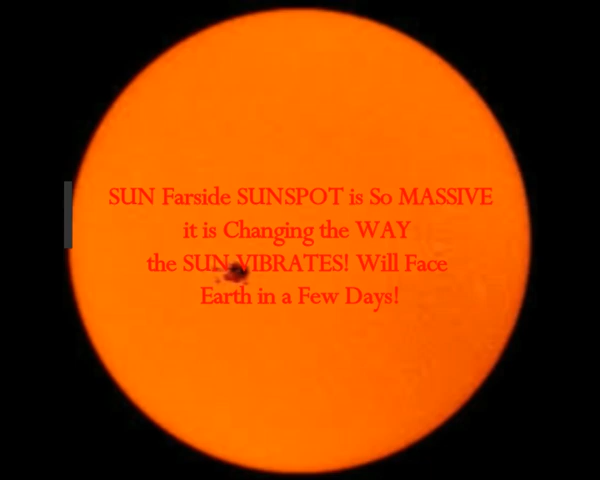 SUN Farside SUNSPOT is So MASSIVE
it is Changing the WAY
the SUN VIBRATES! Will Face
Earth in a Few Days!